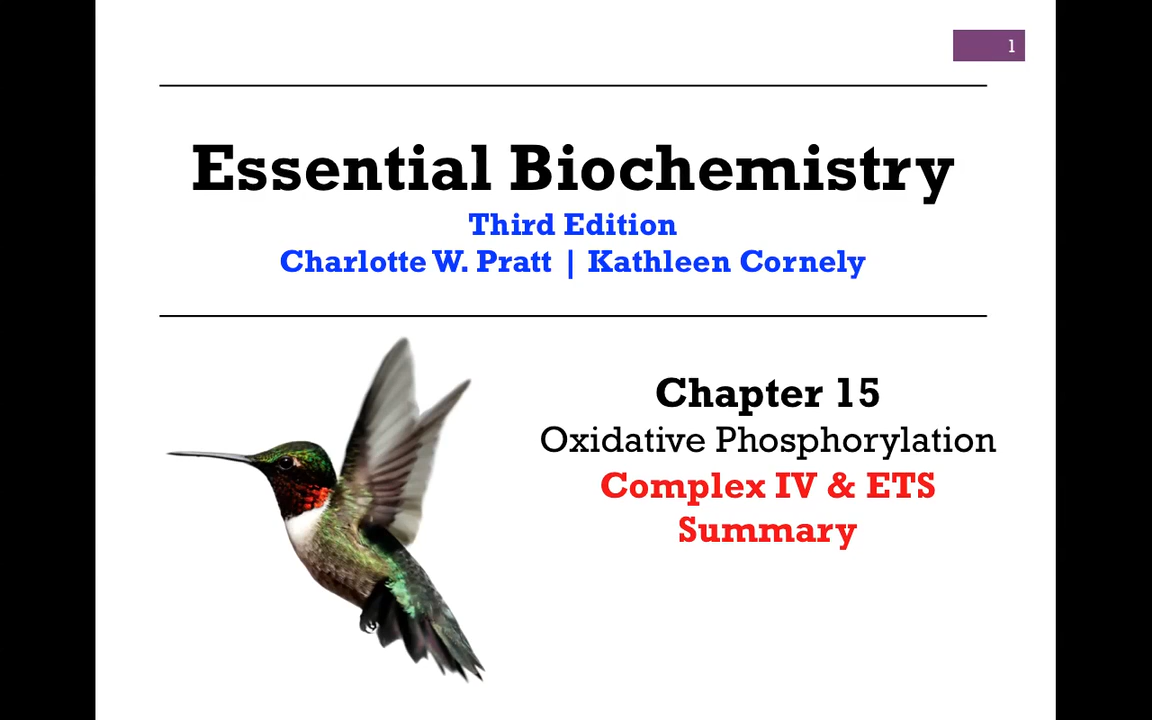 1
Essential Biochemistry
Third Edition
Charlotte W. Pratt | Kathleen Cornely
Chapter 15
Oxidative Phosphorylation
Complex IV & ETS
Summary